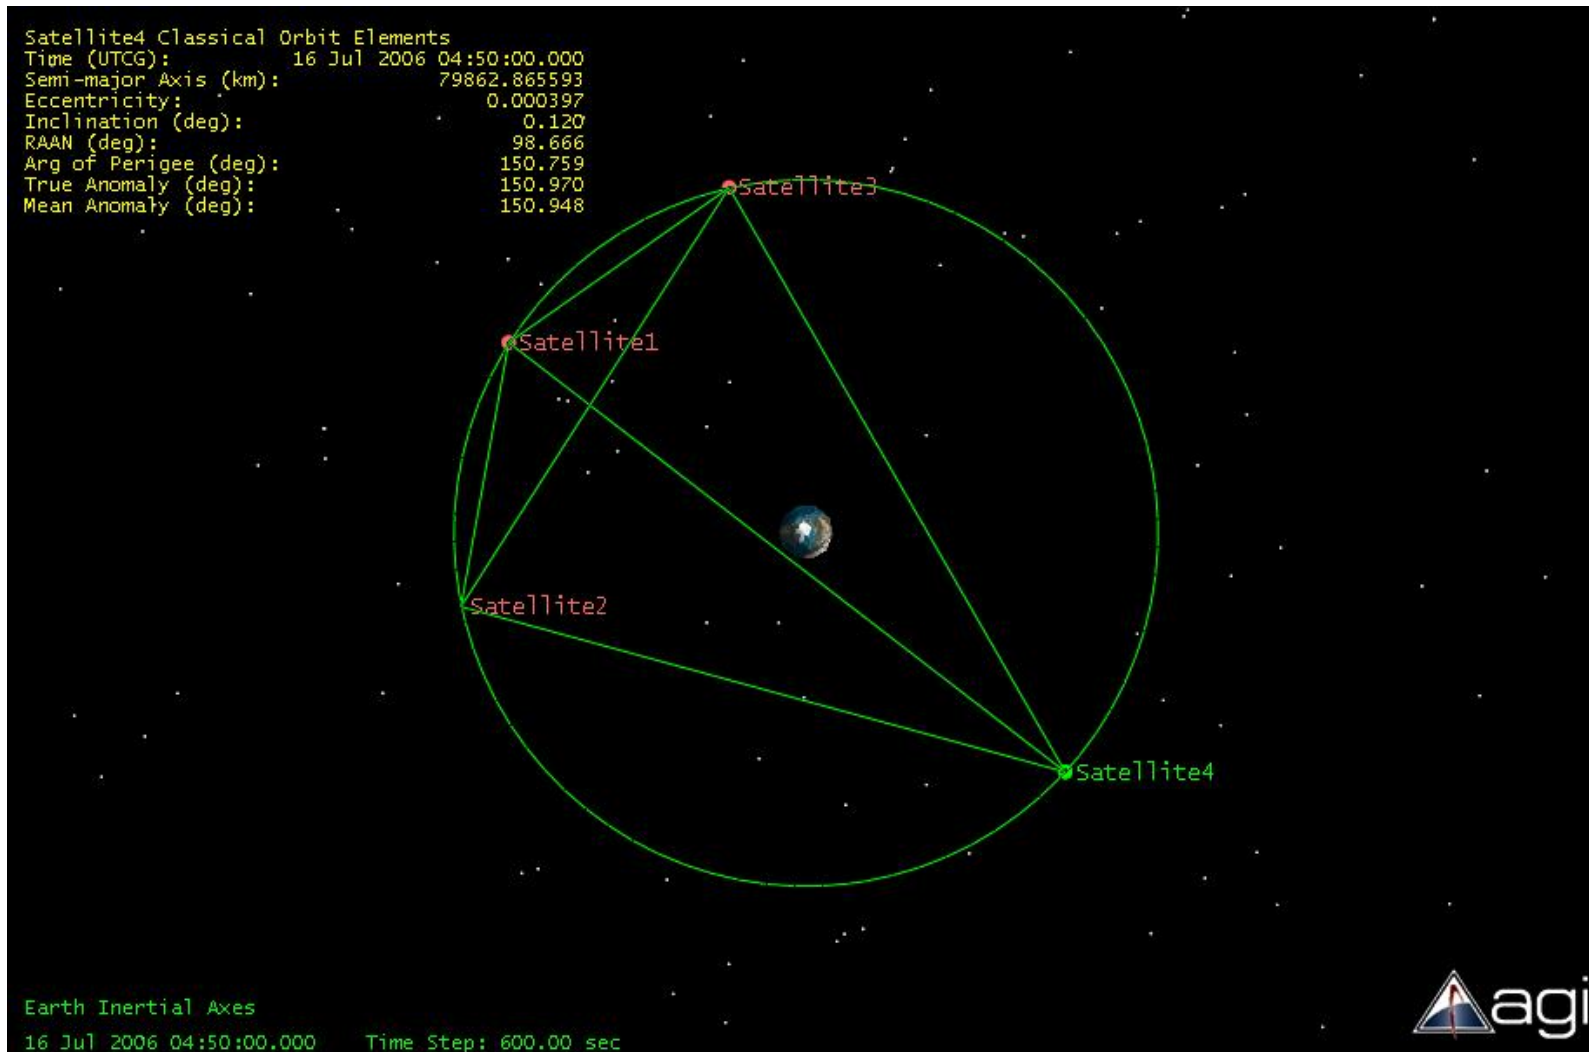 Satellite4 Classical Orbit Elements
Time (UTCG): 16 Jul 2006 04:50:00.000
Semi-major Axis (km): 79862.865593
Eccentricity: 0.000397
Inclination (deg): 0.120
RAAN (deg): 98.666
Arg of Perigee (deg): 150.759
True Anomaly (deg): 150.970
Mean Anomaly (deg): 150.948
Satellite3
Satellite1
Satellite2
Satellite4
Earth Inertial Axes
16 Jul 2006 04:50:00.000 Time Step: 600.00 sec
agi